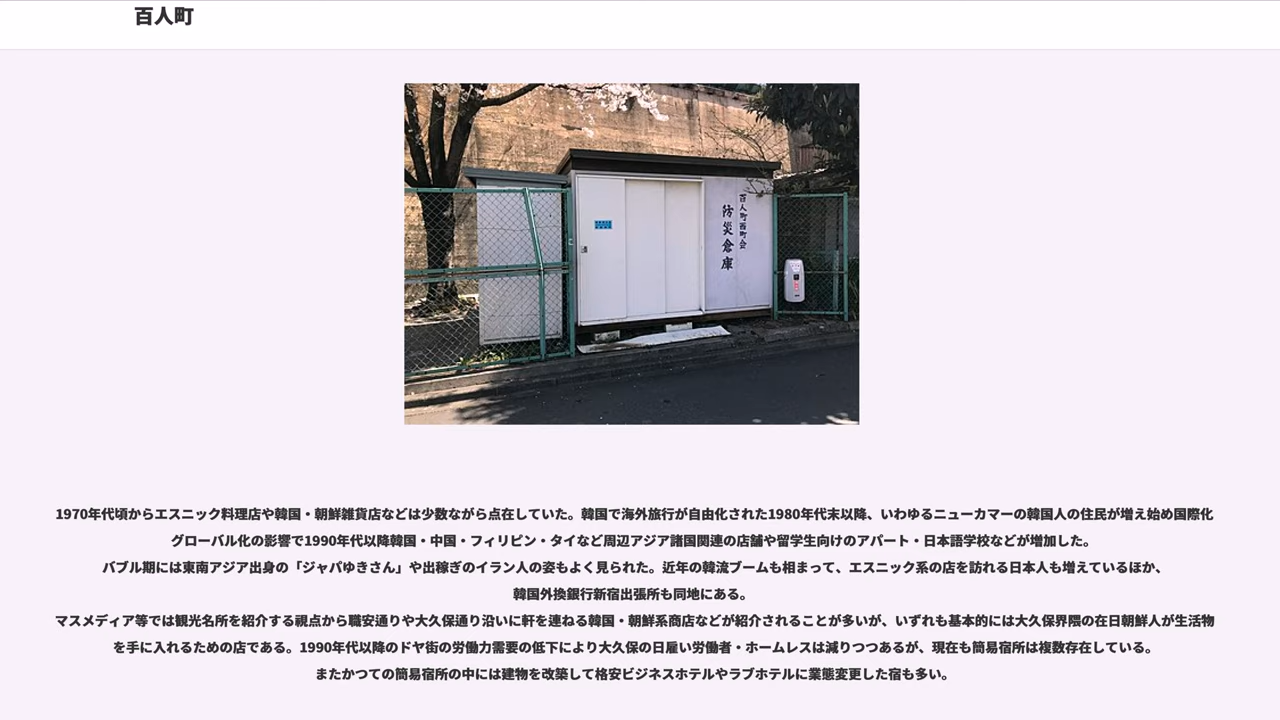 百人町
百人町西町会
防災倉庫
1970年代頃からエスニック料理店や韓国・朝鮮雑貨店などは少数ながら点在していた。韓国で海外旅行が自由化された1980年代末以降、いわゆるニューカマーの韓国人の住民が増え始め国際化
グローバル化の影響で1990年代以降韓国・中国・フィリピン・タイなど周辺アジア諸国関連の店舗や留学生向けのアパート・日本語学校などが増加した。
バブル期には東南アジア出身の「ジャパゆきさん」や出稼ぎのイラン人の姿もよく見られた。近年の韓流ブームも相まって、エスニック系の店を訪れる日本人も増えているほか、
韓国外換銀行新宿出張所も同地にある。
マスメディア等では観光名所を紹介する視点から職安通りや大久保通り沿いに軒を連ねる韓国・朝鮮系商店などが紹介されることが多いが、いずれも基本的には大久保界隈の在日朝鮮人が生活物
を手に入れるための店である。1990年代以降のドヤ街の労働力需要の低下により大久保の日雇い労働者・ホームレスは減りつつあるが、現在も簡易宿所は複数存在している。
またかつての簡易宿所の中には建物を改築して格安ビジネスホテルやラブホテルに業態変更した宿も多い。